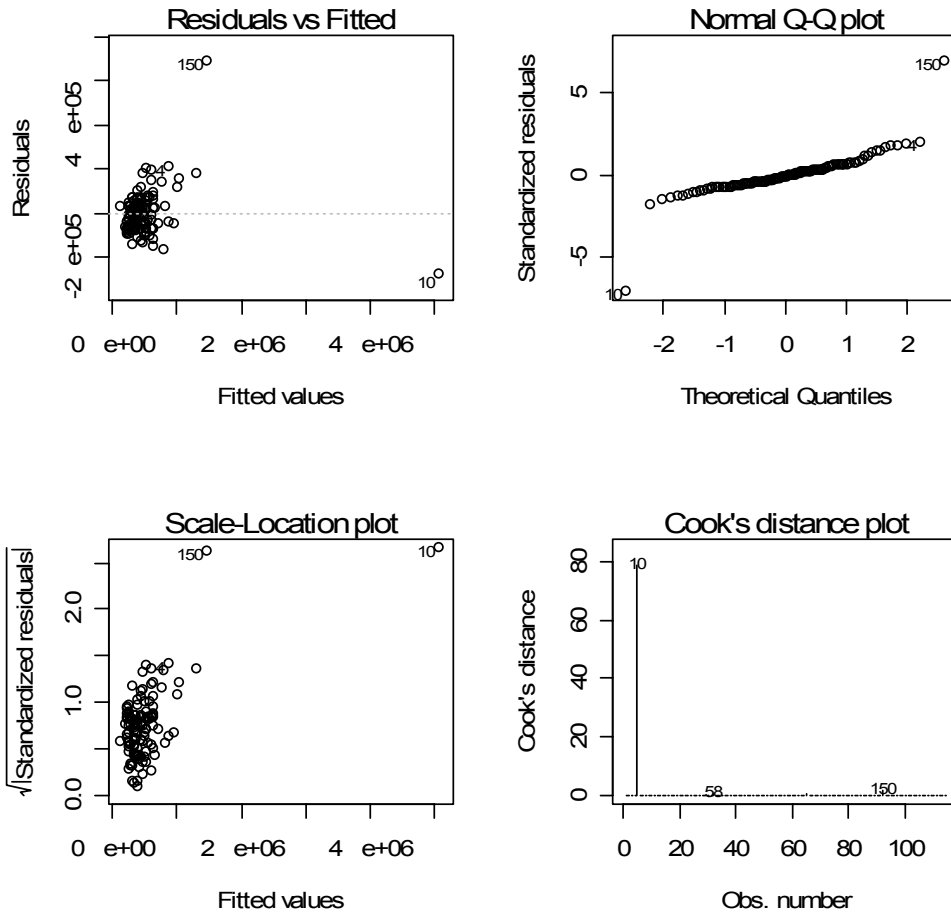 Residuals vs Fitted
Residuals
-2 e+05 4 e+05
150
4
10
0 e+00 2 e+06 4 e+06
Fitted values
Normal Q-Q plot
Standardized residuals
-5 0 5
150
4
10
-2 -1 0 1 2
Theoretical Quantiles
Scale-Location plot
√|Standardized residuals|
0.0 1.0 2.0
150
10
4
0 e+00 2 e+06 4 e+06
Fitted values
Cook's distance plot
Cook's distance
0 20 40 60 80
10
58
150
0 20 40 60 80 100
Obs. number